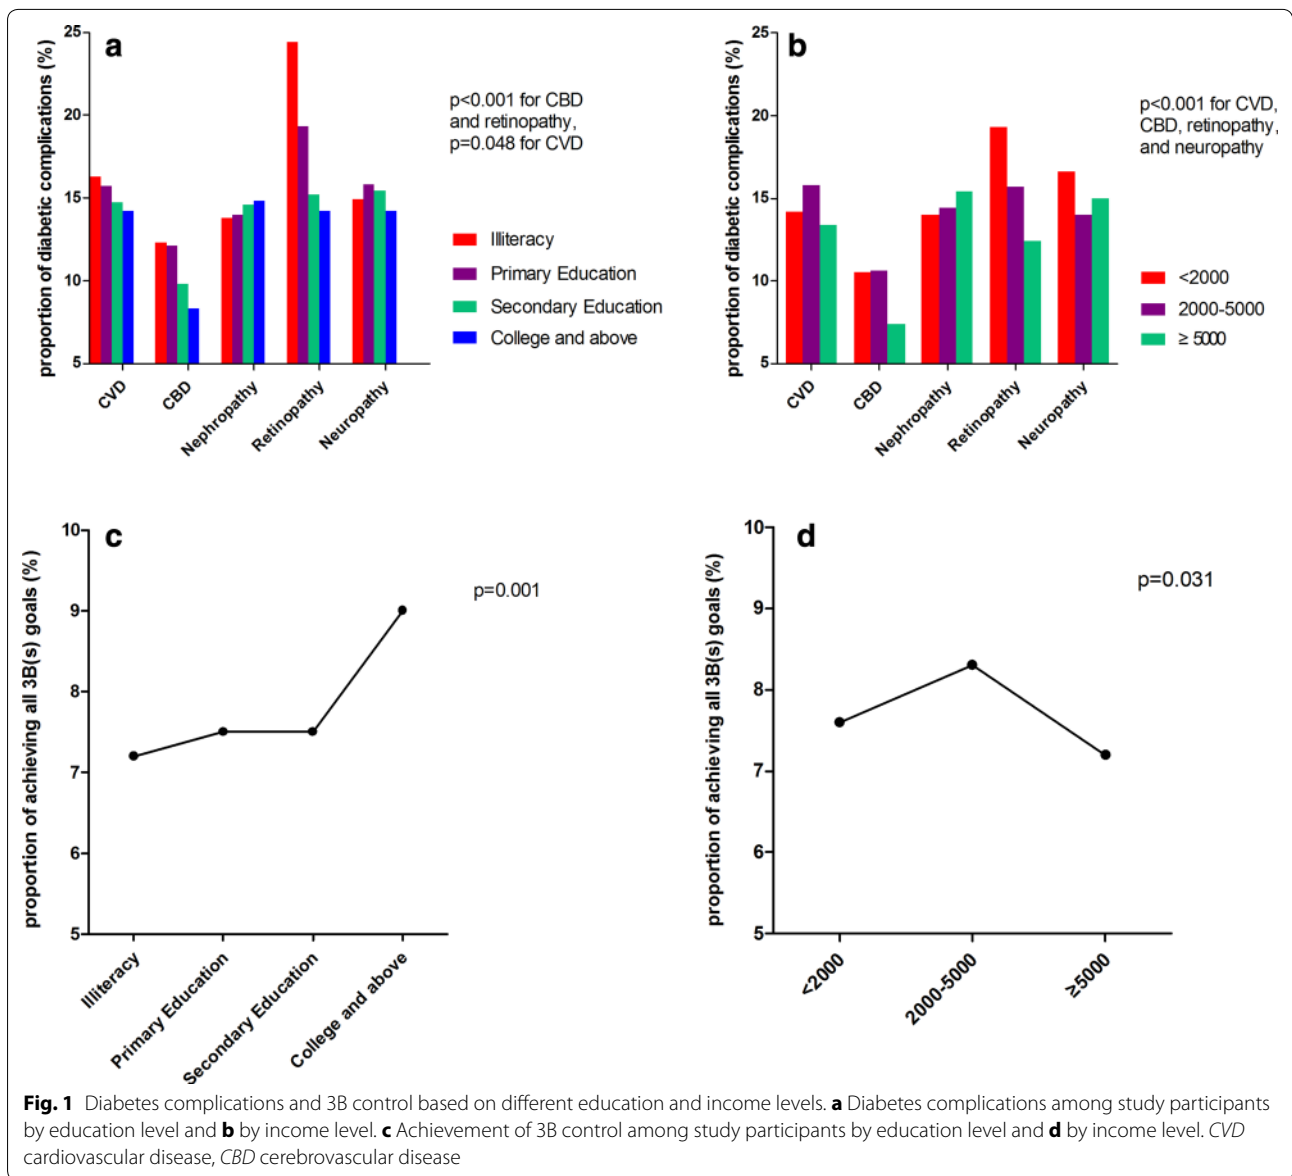 a
proportion of diabetic complications (%)
25
20
15
10
5
p<0.001 for CBD
and retinopathy,
p=0.048 for CVD
Illiteracy
Primary Education
Secondary Education
College and above
CVD
CBD
Nephropathy
Retinopathy
Neuropathy
b
proportion of diabetic complications (%)
25
20
15
10
5
p<0.001 for CVD,
CBD, retinopathy,
and neuropathy
<2000
2000-5000
≥ 5000
CVD
CBD
Nephropathy
Retinopathy
Neuropathy
c
proportion of achieving all 3B(s) goals (%)
10
9
8
7
6
5
p=0.001
Illiteracy
Primary Education
Secondary Education
College and above
d
proportion of achieving all 3B(s) goals (%)
10
9
8
7
6
5
p=0.031
<2000
2000-5000
≥5000
Fig. 1 Diabetes complications and 3B control based on different education and income levels. a Diabetes complications among study participants
by education level and b by income level. c Achievement of 3B control among study participants by education level and d by income level. CVD
cardiovascular disease, CBD cerebrovascular disease